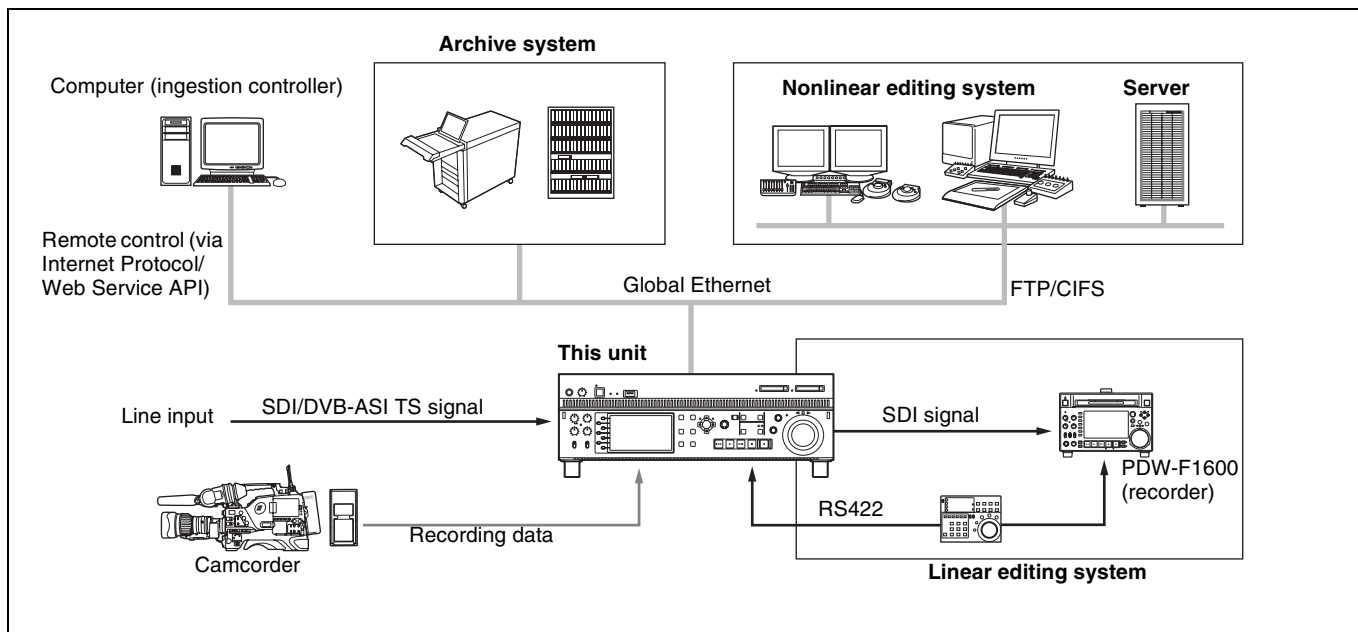 Archive system
Computer (ingestion controller)
Nonlinear editing system
Server
Remote control (via
Internet Protocol/
Web Service API)
Global Ethernet
FTP/CIFS
This unit
Line input
SDI/DVB-ASI TS signal
SDI signal
PDW-F1600
(recorder)
RS422
Recording data
Camcorder
Linear editing system